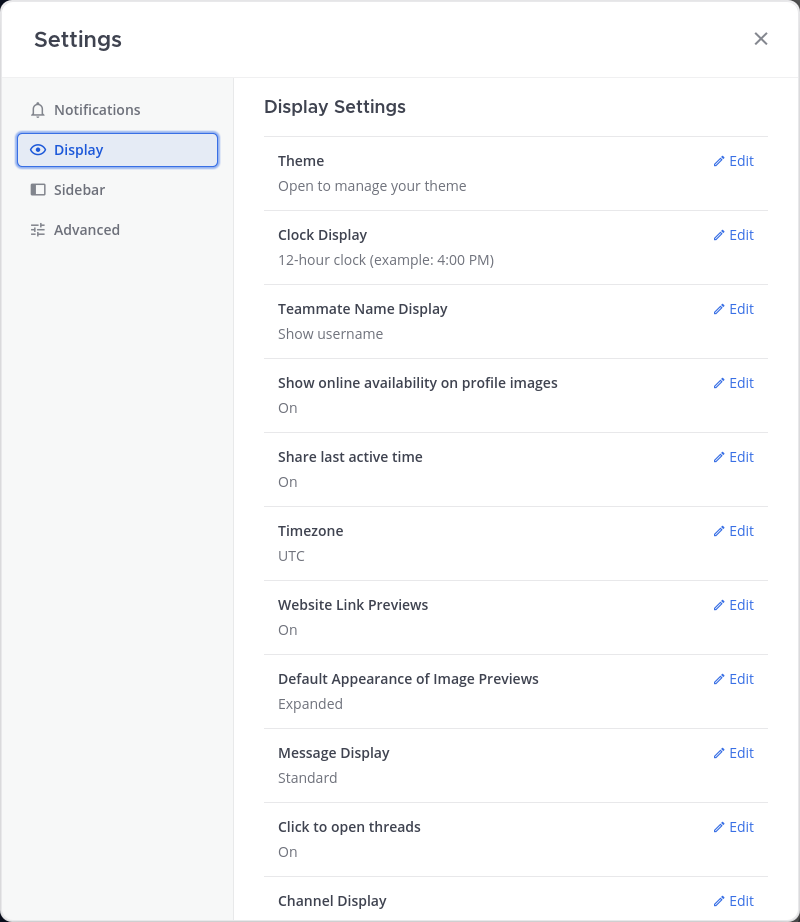 Settings
Notifications
Display
Sidebar
Advanced
Display Settings
Theme
Edit
Open to manage your theme
Clock Display
Edit
12-hour clock (example: 4:00 PM)
Teammate Name Display
Edit
Show username
Show online availability on profile images
Edit
On
Share last active time
Edit
On
Timezone
Edit
UTC
Website Link Previews
Edit
On
Default Appearance of Image Previews
Edit
Expanded
Message Display
Edit
Standard
Click to open threads
Edit
On
Channel Display
Edit